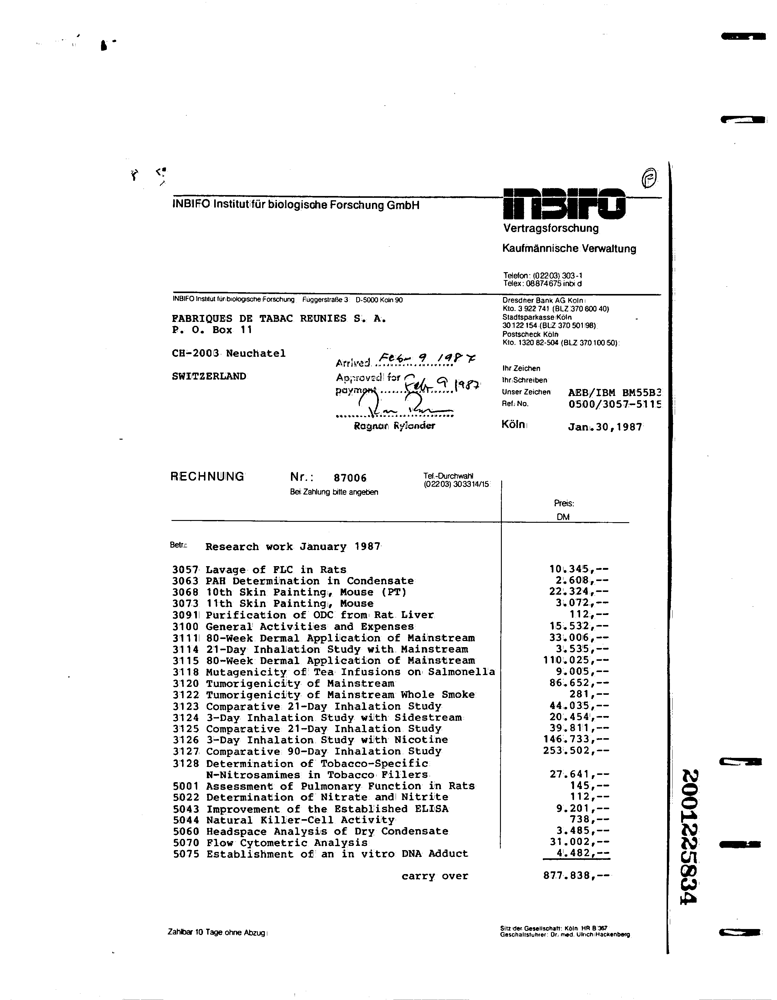 INBIFO Institut für biologische Forschung GmbH
INBIFO
Vertragsforschung
Kaufmännische Verwaltung
Telefon: (02203) 303-1
Telex: 08874675 inbi d
INBIFO Institut für biologische Forschung Fuggerstraße 3 D-5000 Köln 90
Dresdner Bank AG Köln
Kto. 3 922 741 (BLZ 370 800 40)
Stadtsparkasse Köln
30 122 154 (BLZ 370 501 98)
Postscheck Köln
Kto. 1320 82-504 (BLZ 370 100 50)
FABRIQUES DE TABAC REUNIES S. A.
P. O. Box 11
CH-2003 Neuchatel
SWITZERLAND
Arrived Feb 9 1987
Approved for
payment Feb. 9 1987
Ragnar Rylander
Ihr Zeichen
Ihr Schreiben
Unser Zeichen AEB/IBM BM55B3
Ref. No. 0500/3057-5115
Köln Jan.30,1987
RECHNUNG Nr.: 87006
Bei Zahlung bitte angeben
Tel.-Durchwahl
(02203) 303314/15
Preis:
DM
Betr.: Research work January 1987
3057 Lavage of FLC in Rats 10.345,--
3063 PAH Determination in Condensate 2.608,--
3068 10th Skin Painting, Mouse (PT) 22.324,--
3073 11th Skin Painting, Mouse 3.072,--
3091 Purification of ODC from Rat Liver 112,--
3100 General Activities and Expenses 15.532,--
3111 80-Week Dermal Application of Mainstream 33.006,--
3114 21-Day Inhalation Study with Mainstream 3.535,--
3115 80-Week Dermal Application of Mainstream 110.025,--
3118 Mutagenicity of Tea Infusions on Salmonella 9.005,--
3120 Tumorigenicity of Mainstream 86.652,--
3122 Tumorigenicity of Mainstream Whole Smoke 281,--
3123 Comparative 21-Day Inhalation Study 44.035,--
3124 3-Day Inhalation Study with Sidestream 20.454,--
3125 Comparative 21-Day Inhalation Study 39.811,--
3126 3-Day Inhalation Study with Nicotine 146.733,--
3127 Comparative 90-Day Inhalation Study 253.502,--
3128 Determination of Tobacco-Specific
N-Nitrosamimes in Tobacco Fillers 27.641,--
5001 Assessment of Pulmonary Function in Rats 145,--
5022 Determination of Nitrate and Nitrite 112,--
5043 Improvement of the Established ELISA 9.201,--
5044 Natural Killer-Cell Activity 738,--
5060 Headspace Analysis of Dry Condensate 3.485,--
5070 Flow Cytometric Analysis 31.002,--
5075 Establishment of an in vitro DNA Adduct 4.482,--
carry over 877.838,--
Zahlbar 10 Tage ohne Abzug
Sitz der Gesellschaft: Köln HR B 367
Geschäftsführer: Dr. med. Ulrich Hackenberg
2001225834